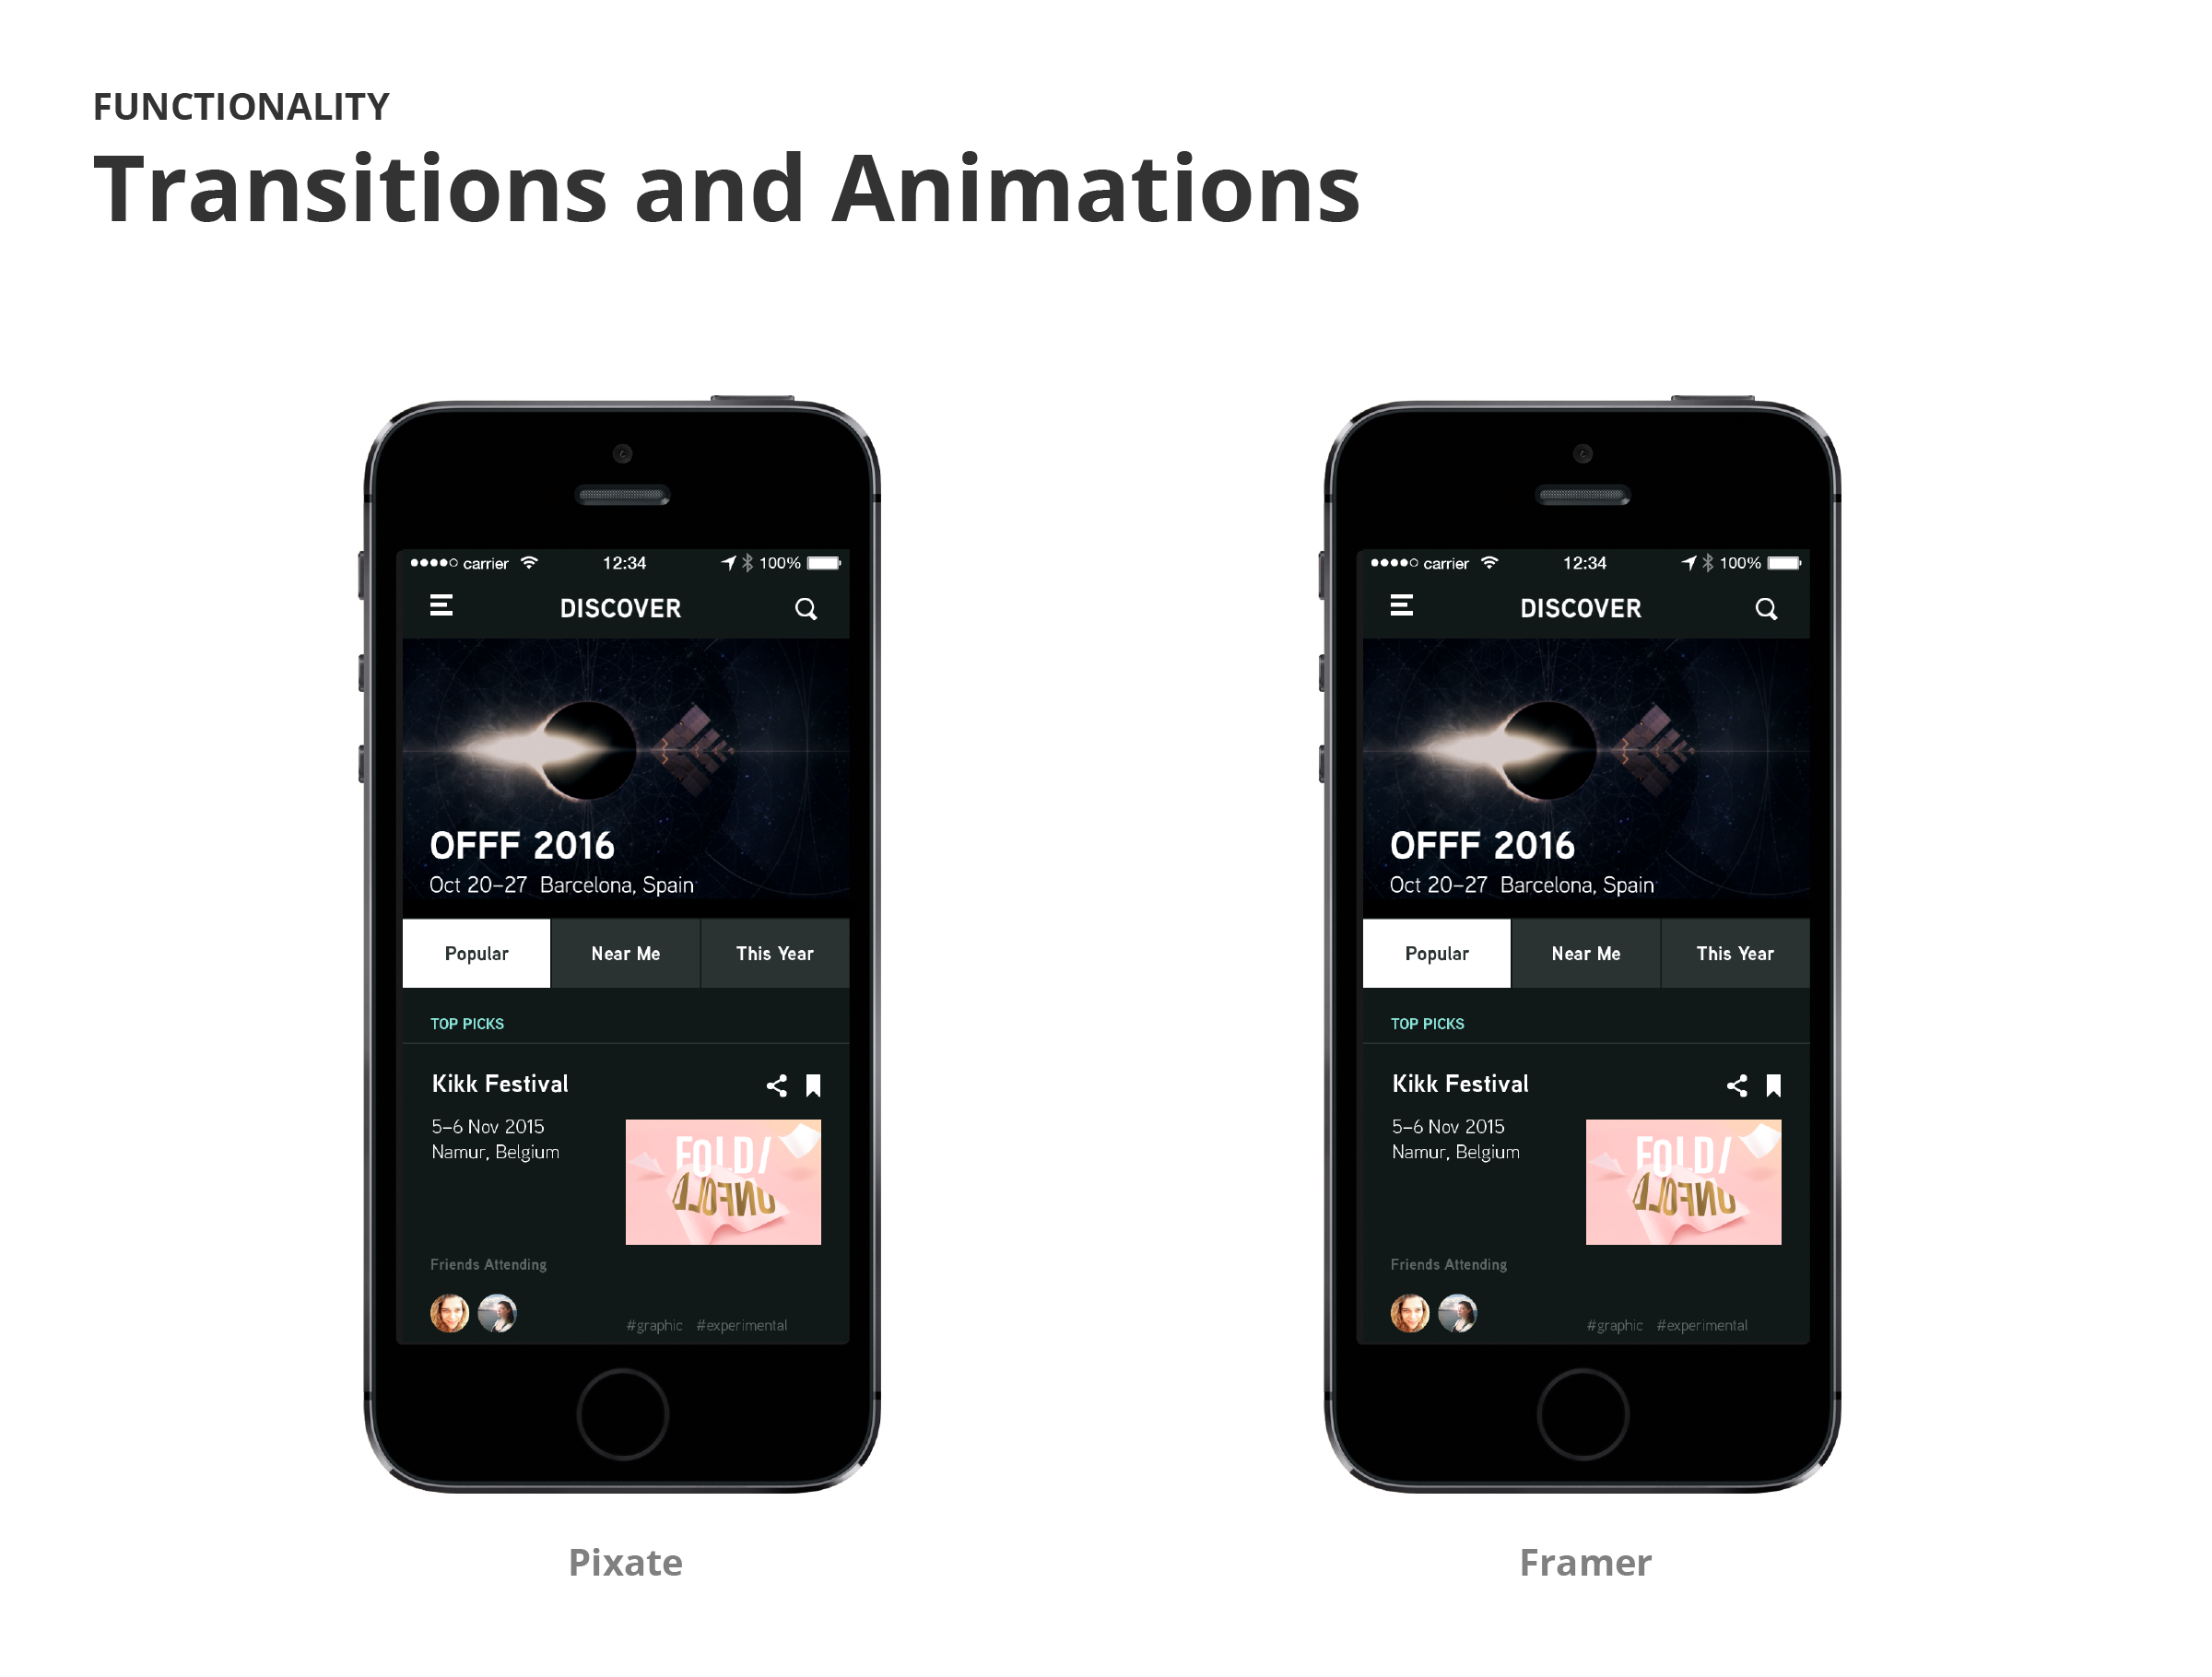 FUNCTIONALITY
Transitions and Animations
carrier 12:34 100%
DISCOVER
OFFF 2016
Oct 20–27 Barcelona, Spain
Popular Near Me This Year
TOP PICKS
Kikk Festival
5–6 Nov 2015
Namur, Belgium
FOLD/
UNFOLD
Friends Attending
#graphic #experimental
Pixate
carrier 12:34 100%
DISCOVER
OFFF 2016
Oct 20–27 Barcelona, Spain
Popular Near Me This Year
TOP PICKS
Kikk Festival
5–6 Nov 2015
Namur, Belgium
FOLD/
UNFOLD
Friends Attending
#graphic #experimental
Framer